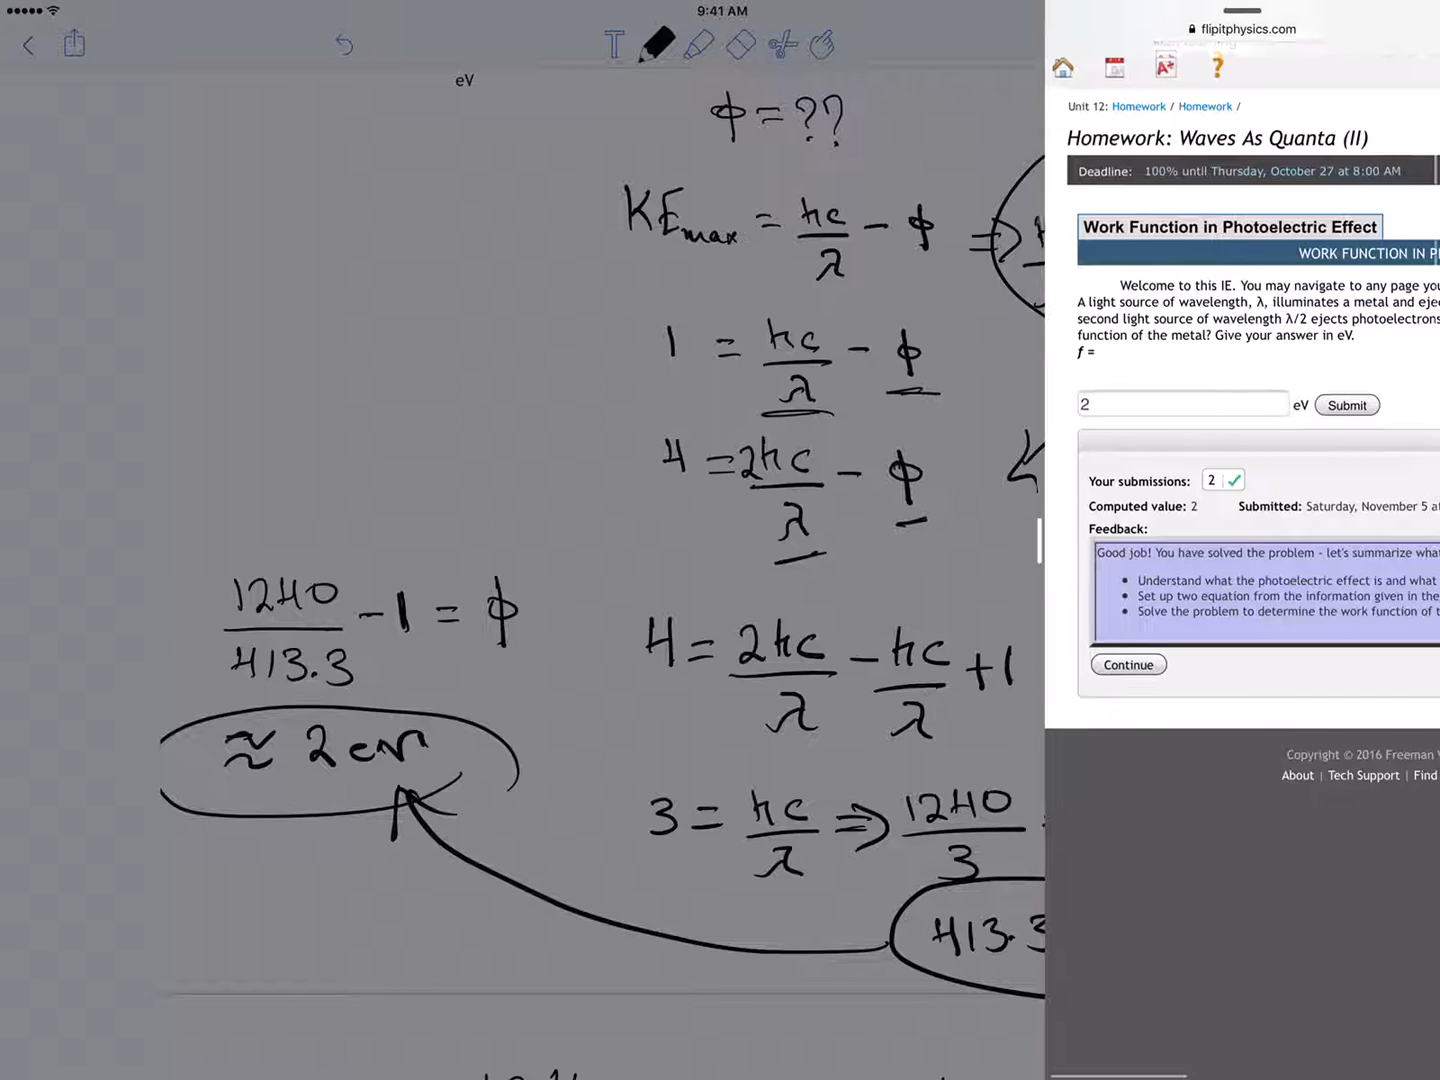 9:41 AM
T
eV
ϕ = ??
KEmax = hc/λ − ϕ ⇒
1 = hc/λ − ϕ
4 = 2hc/λ − ϕ
4 = 2hc/λ − hc/λ + 1
3 = hc/λ ⇒ 1240/3
413.3
1240/413.3 − 1 = ϕ
≈ 2 eV
flipitphysics.com
A+
?
Unit 12: Homework / Homework /
Homework: Waves As Quanta (II)
Deadline: 100% until Thursday, October 27 at 8:00 AM
Work Function in Photoelectric Effect
WORK FUNCTION IN P
Welcome to this IE. You may navigate to any page you
A light source of wavelength, λ, illuminates a metal and ejec
second light source of wavelength λ/2 ejects photoelectrons
function of the metal? Give your answer in eV.
f =
2 eV Submit
Your submissions: 2 ✓
Computed value: 2 Submitted: Saturday, November 5 at
Feedback:
Good job! You have solved the problem - let's summarize what
• Understand what the photoelectric effect is and what
• Set up two equation from the information given in the
• Solve the problem to determine the work function of t
Continue
Copyright © 2016 Freeman
About | Tech Support | Find